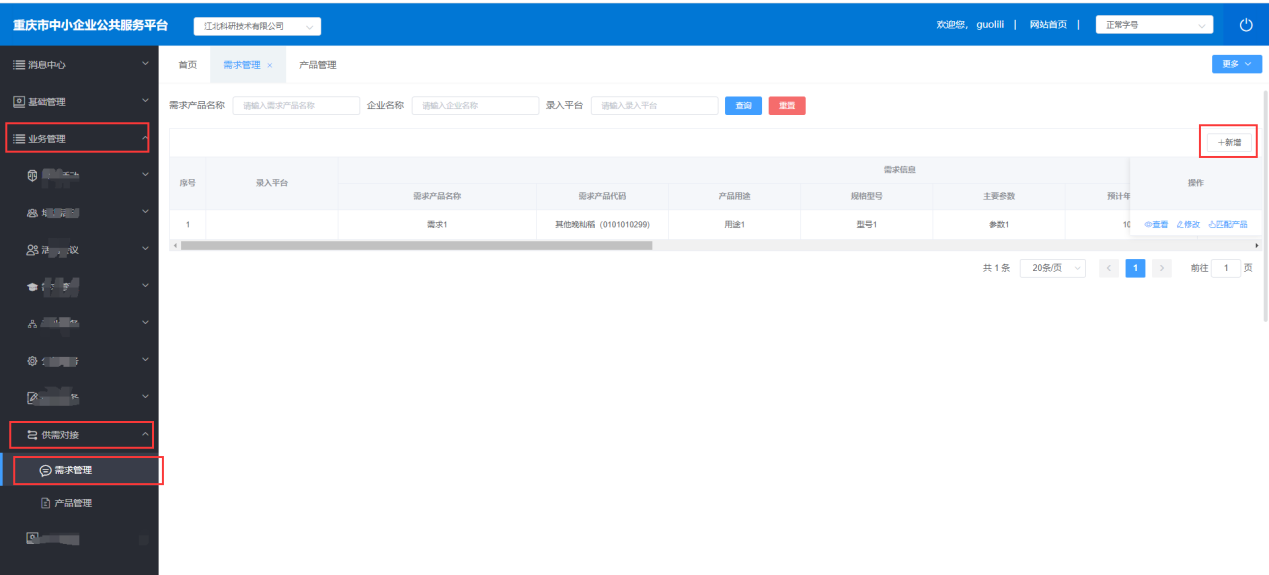 重庆市中小企业公共服务平台 江北科研技术有限公司 欢迎您, guolili | 网站首页 | 正常字号
消息中心
首页 需求管理 × 产品管理 更多
基础管理
需求产品名称 请输入需求产品名称 企业名称 请输入企业名称 录入平台 请输入录入平台 查询 重置
业务管理
+新增
序号 录入平台 需求信息 操作
需求产品名称 需求产品代码 产品用途 规格型号 主要参数 预计年
1 需求1 其他晚籼稻 (0101010299) 用途1 型号1 参数1 10 查看 修改 匹配产品
共 1 条 20条/页 < 1 > 前往 1 页
供需对接
需求管理
产品管理